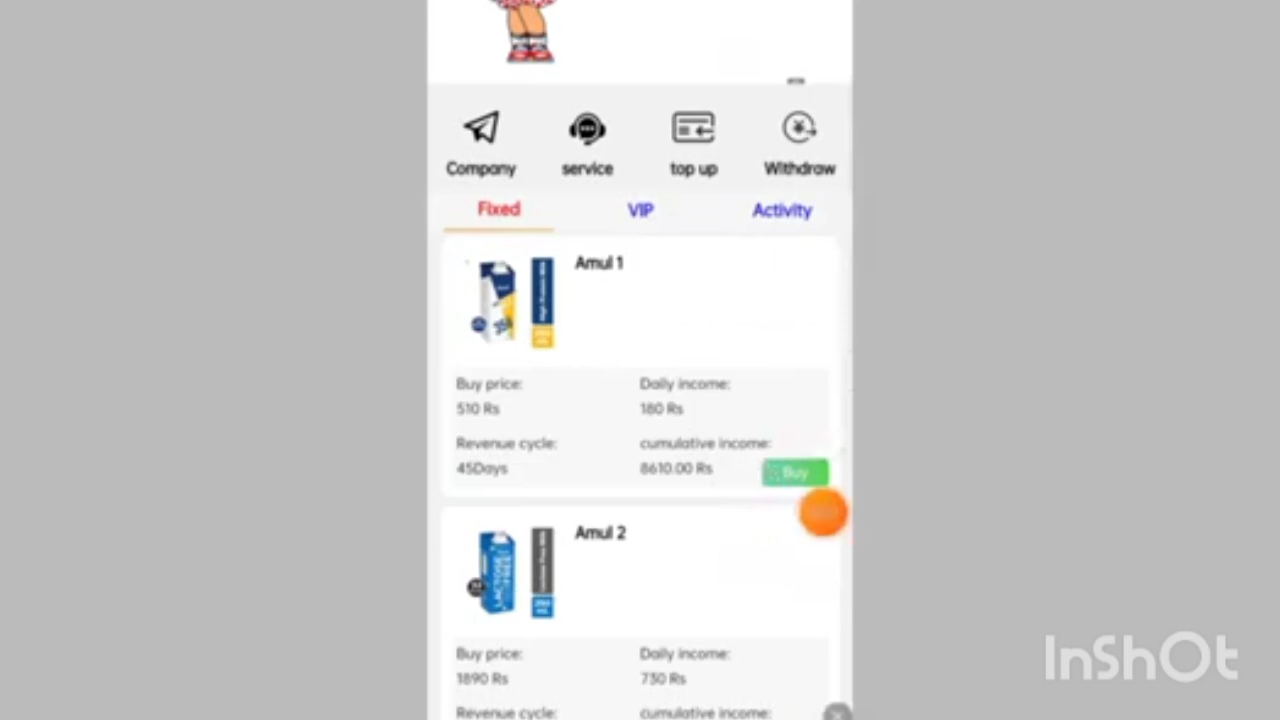 Company service top up Withdraw
Fixed VIP Activity
Amul 1
Buy price: Daily income:
510 Rs 180 Rs
Revenue cycle: cumulative income:
45Days 8610.00 Rs
Buy
Amul 2
LACTOSE
FREE
Buy price: Daily income:
1890 Rs 730 Rs
Revenue cycle: cumulative income:
InShOt